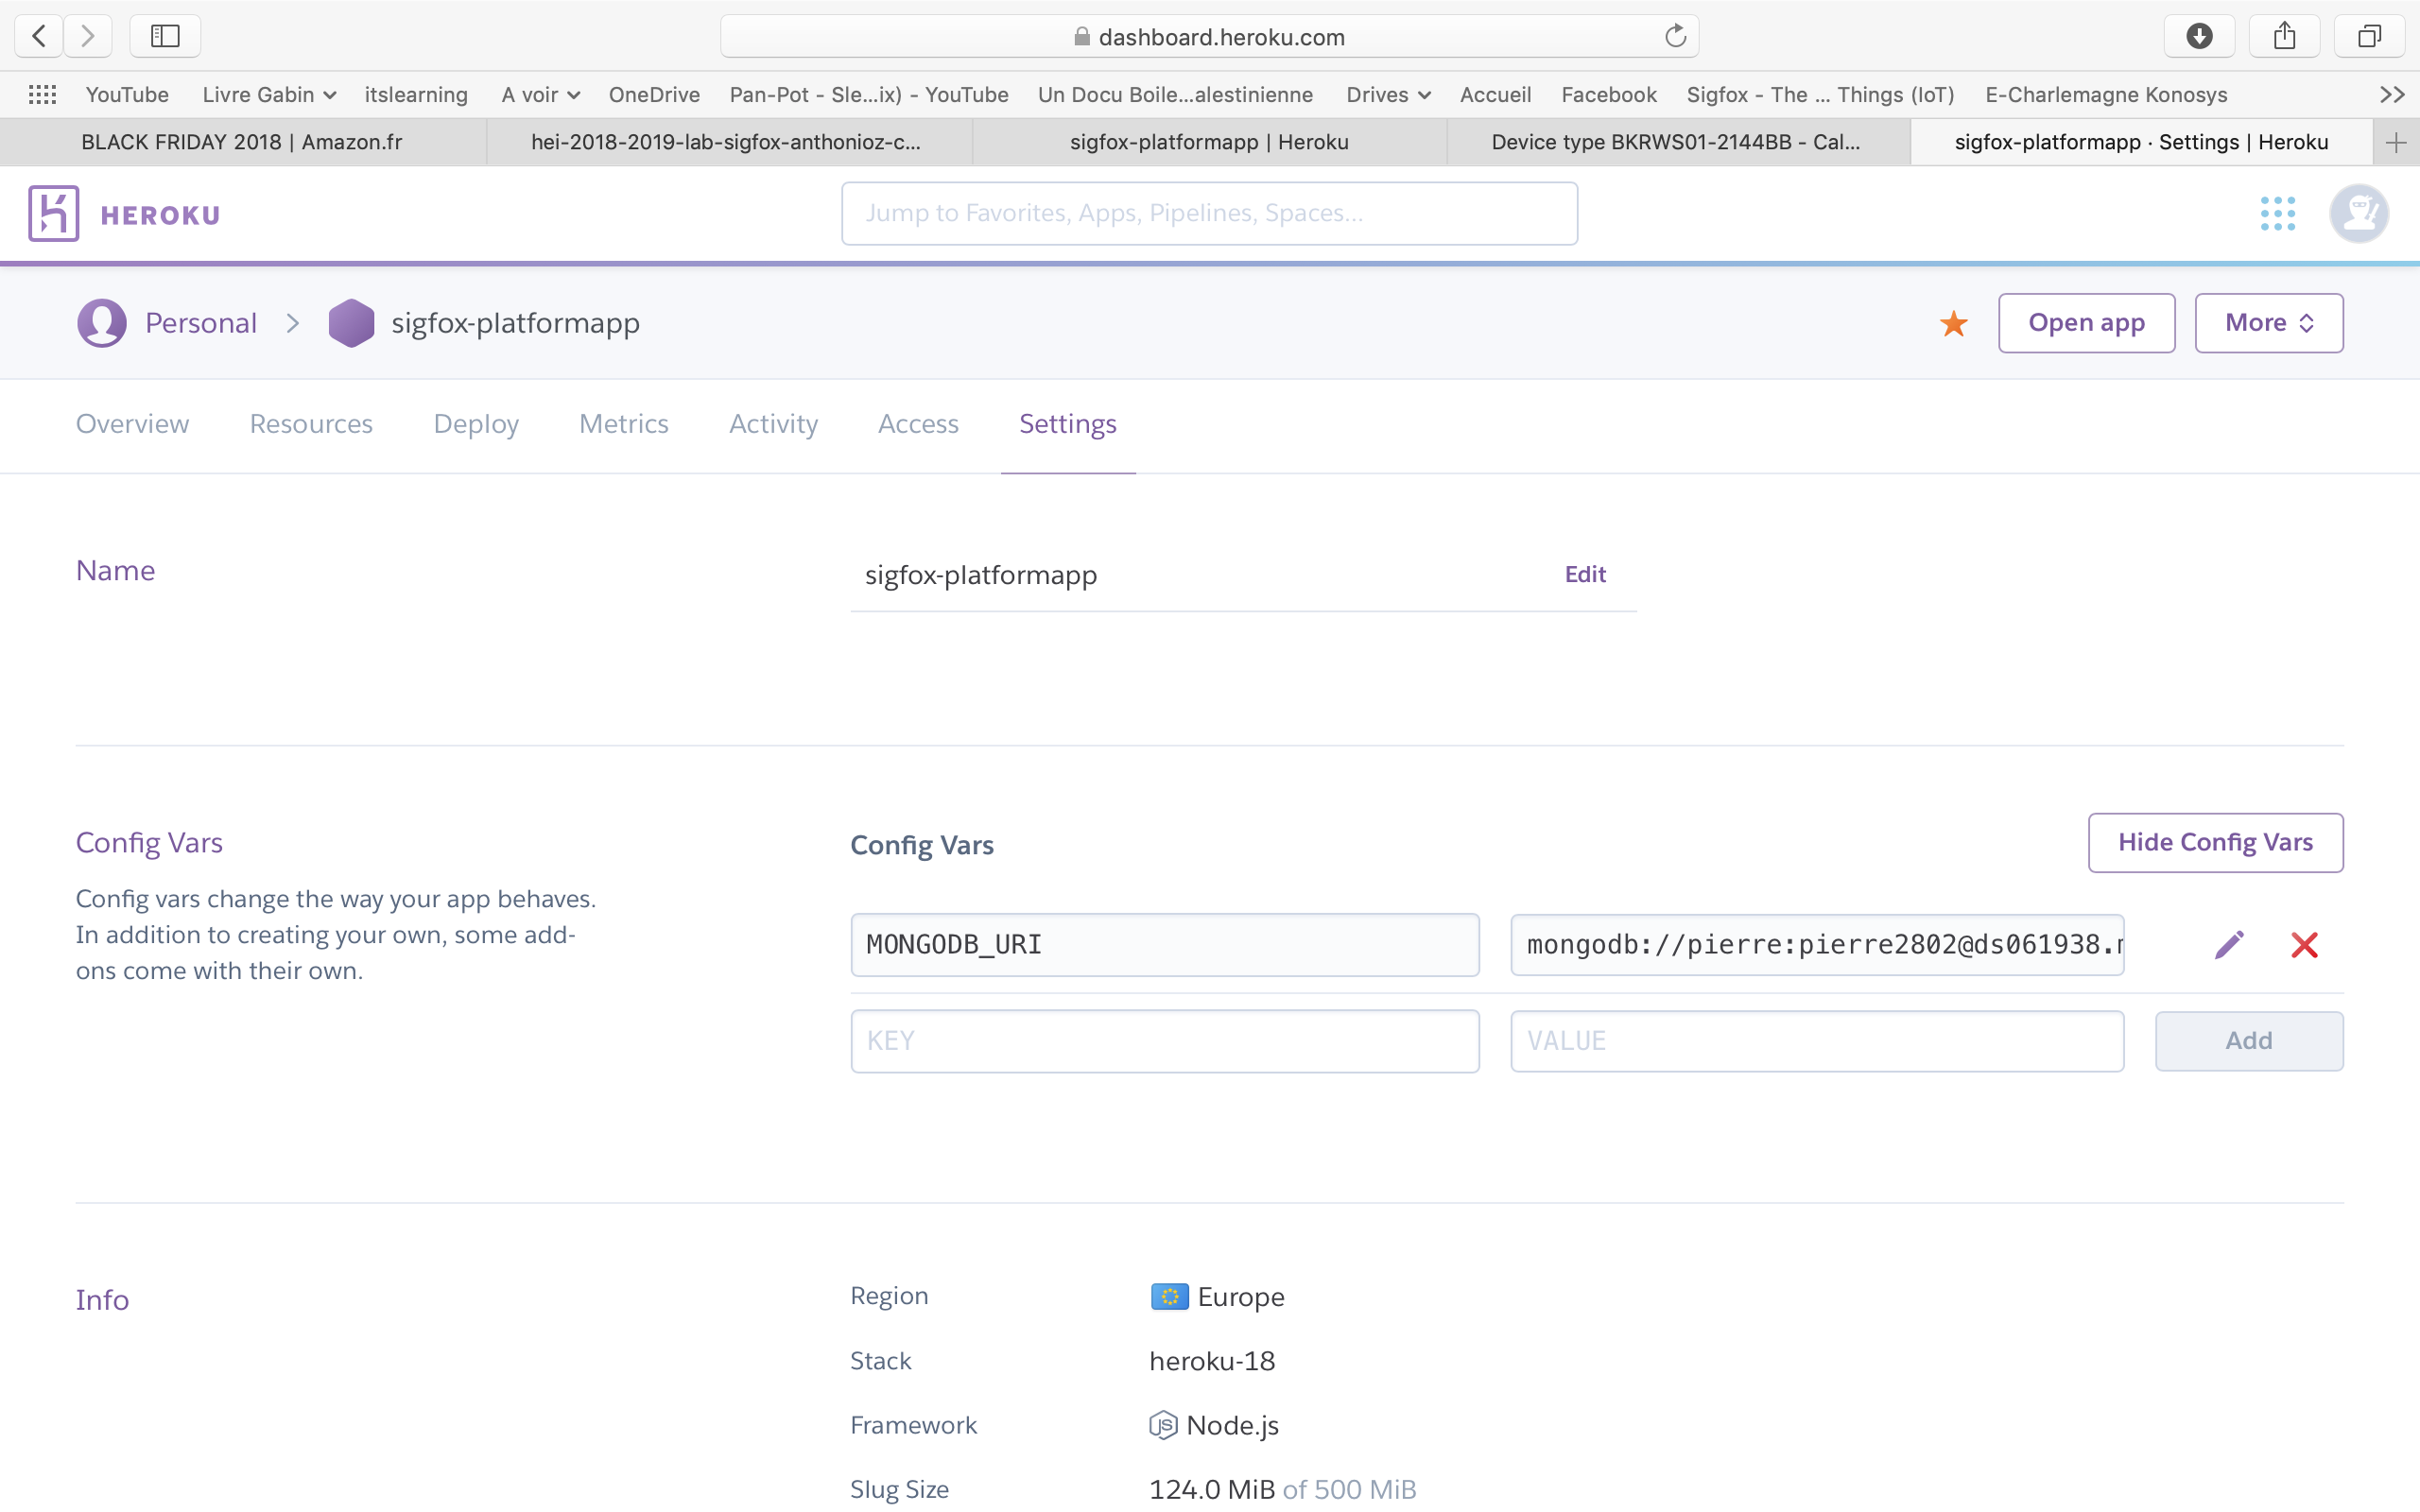 dashboard.heroku.com
YouTube Livre Gabin itslearning A voir OneDrive Pan-Pot - Sle...ix) - YouTube Un Docu Boile...alestinienne Drives Accueil Facebook Sigfox - The ... Things (IoT) E-Charlemagne Konosys
BLACK FRIDAY 2018 | Amazon.fr hei-2018-2019-lab-sigfox-anthonioz-c... sigfox-platformapp | Heroku Device type BKRWS01-2144BB - Cal... sigfox-platformapp · Settings | Heroku
HEROKU Jump to Favorites, Apps, Pipelines, Spaces...
Personal sigfox-platformapp Open app More
Overview Resources Deploy Metrics Activity Access Settings
Name sigfox-platformapp Edit
Config Vars Config Vars Hide Config Vars
Config vars change the way your app behaves.
In addition to creating your own, some add-
ons come with their own.
MONGODB_URI mongodb://pierre:pierre2802@ds061938.m
KEY VALUE Add
Info Region Europe
Stack heroku-18
Framework Node.js
Slug Size 124.0 MiB of 500 MiB